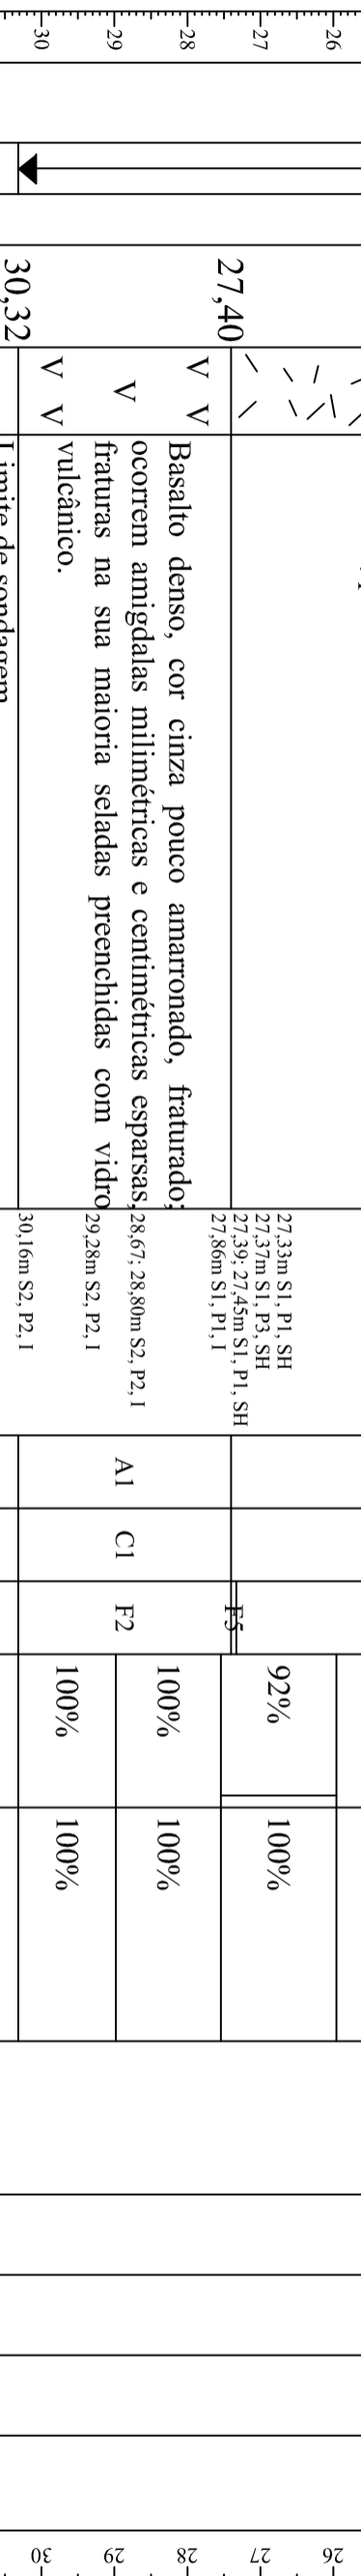 26
27
28
29
30
27,40
30,32
V V
V
V V
Basalto denso, cor cinza pouco amarronado, fraturado;
ocorrem amigdalas milimétricas e centimétricas esparsas,
fraturas na sua maioria seladas preenchidas com vidro
vulcânico.
Limite de sondagem
27,33m S1, P1, SH
27,37m S1, P3, SH
27,39; 27,45m S1, P1, SH
27,86m S1, P1, I
28,67; 28,80m S2, P2, I
29,28m S2, P2, I
30,16m S2, P2, I
A1
C1
F5
F2
92%
100%
100%
100%
100%
100%
26
27
28
29
30